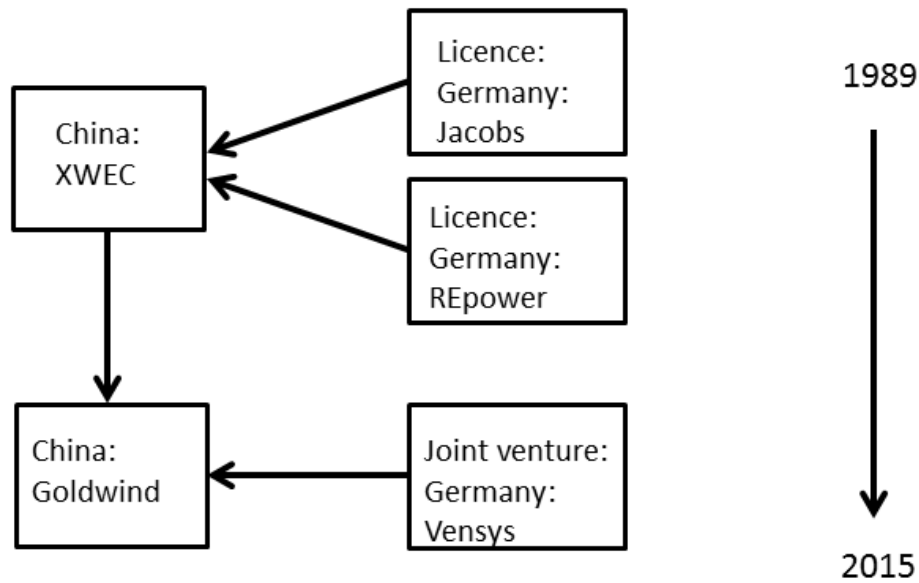 Licence:
Germany:
Jacobs
1989
China:
XWEC
Licence:
Germany:
REpower
China:
Goldwind
Joint venture:
Germany:
Vensys
2015